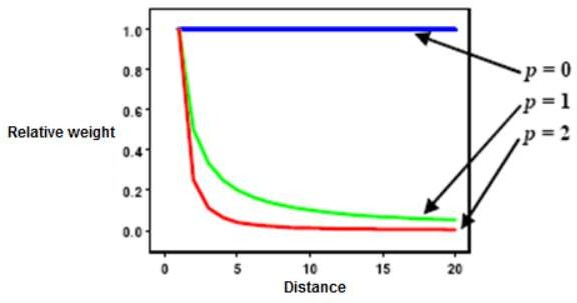 1.0
0.8
0.6
0.4
0.2
0.0
Relative weight
0 5 10 15 20
Distance
p = 0
p = 1
p = 2